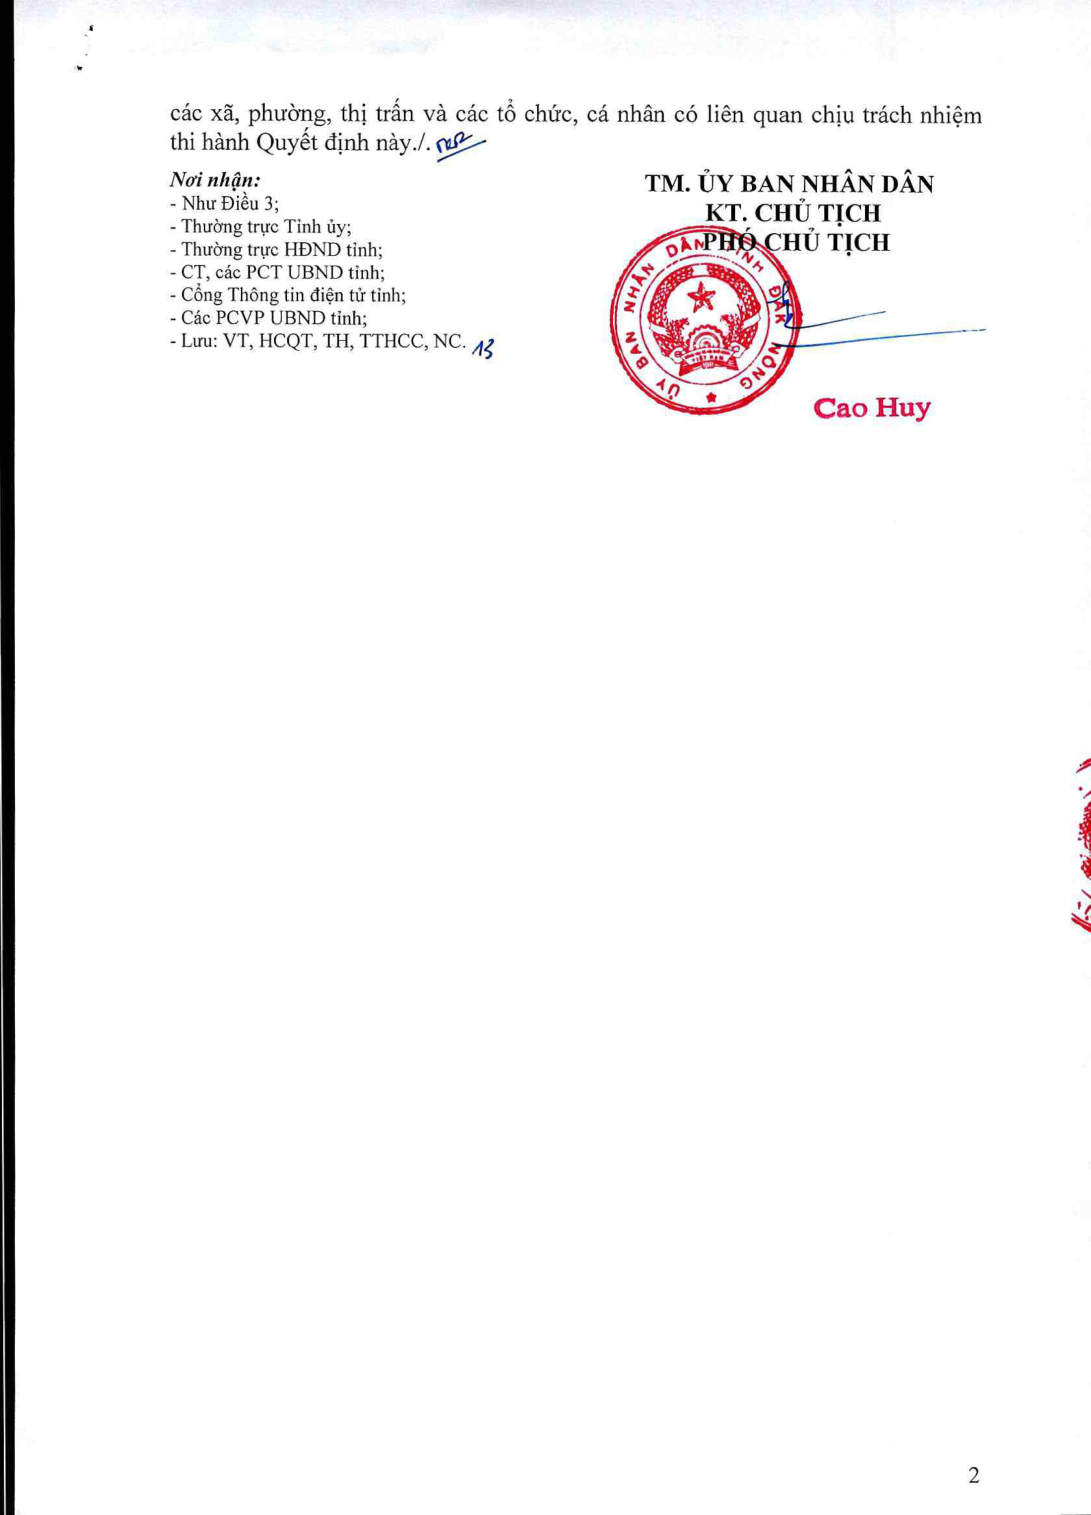 các xã, phường, thị trấn và các tổ chức, cá nhân có liên quan chịu trách nhiệm
thi hành Quyết định này./.
Nơi nhận:
- Như Điều 3;
- Thường trực Tỉnh ủy;
- Thường trực HĐND tỉnh;
- CT, các PCT UBND tỉnh;
- Cổng Thông tin điện tử tỉnh;
- Các PCVP UBND tỉnh;
- Lưu: VT, HCQT, TH, TTHCC, NC. 13
TM. ỦY BAN NHÂN DÂN
KT. CHỦ TỊCH
PHÓ CHỦ TỊCH
ỦY BAN NHÂN DÂN TỈNH ĐẮK NÔNG
VIỆT NAM
Cao Huy
2